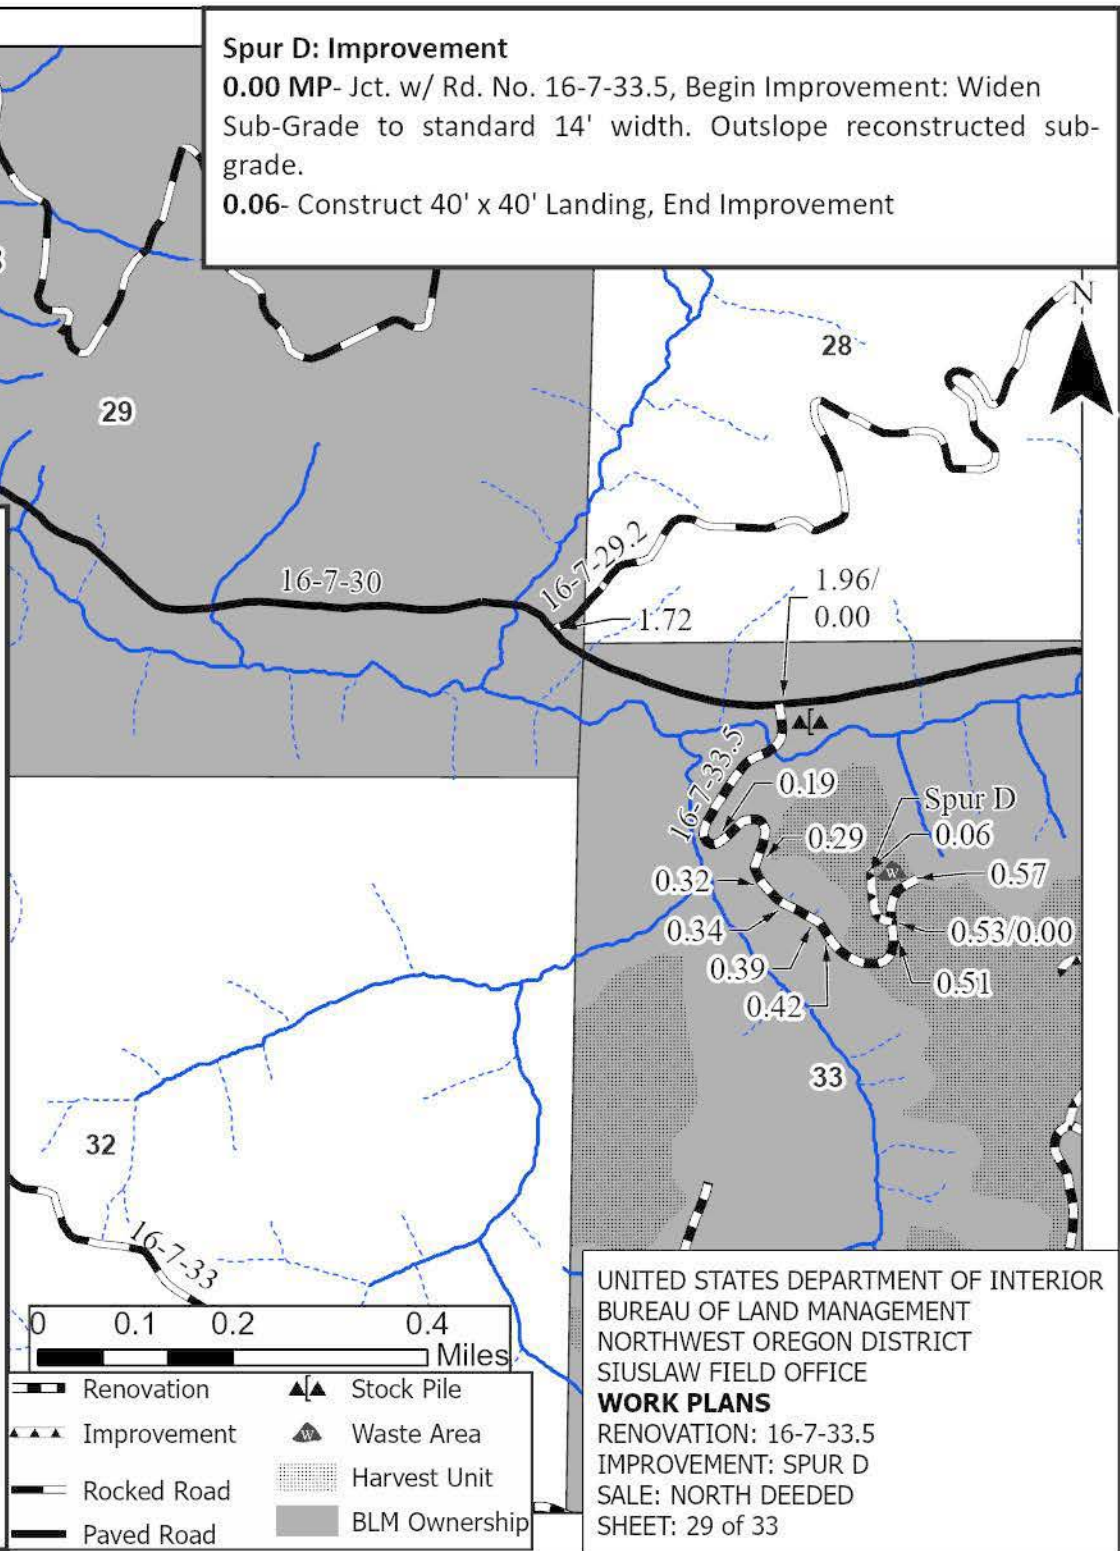 Spur D: Improvement
0.00 MP- Jct. w/ Rd. No. 16-7-33.5, Begin Improvement: Widen
Sub-Grade to standard 14' width. Outslope reconstructed sub-
grade.
0.06- Construct 40' x 40' Landing, End Improvement
N
28
29
16-7-29.2
16-7-30
1.96/
0.00
1.72
16-7-33.5
0.19
Spur D
0.29
0.06
0.32
0.57
0.34
0.53/0.00
0.39
0.51
0.42
33
32
16-7-33
0 0.1 0.2 0.4
Miles
Renovation
Stock Pile
Improvement
W Waste Area
Rocked Road
Harvest Unit
Paved Road
BLM Ownership
W
UNITED STATES DEPARTMENT OF INTERIOR
BUREAU OF LAND MANAGEMENT
NORTHWEST OREGON DISTRICT
SIUSLAW FIELD OFFICE
WORK PLANS
RENOVATION: 16-7-33.5
IMPROVEMENT: SPUR D
SALE: NORTH DEEDED
SHEET: 29 of 33